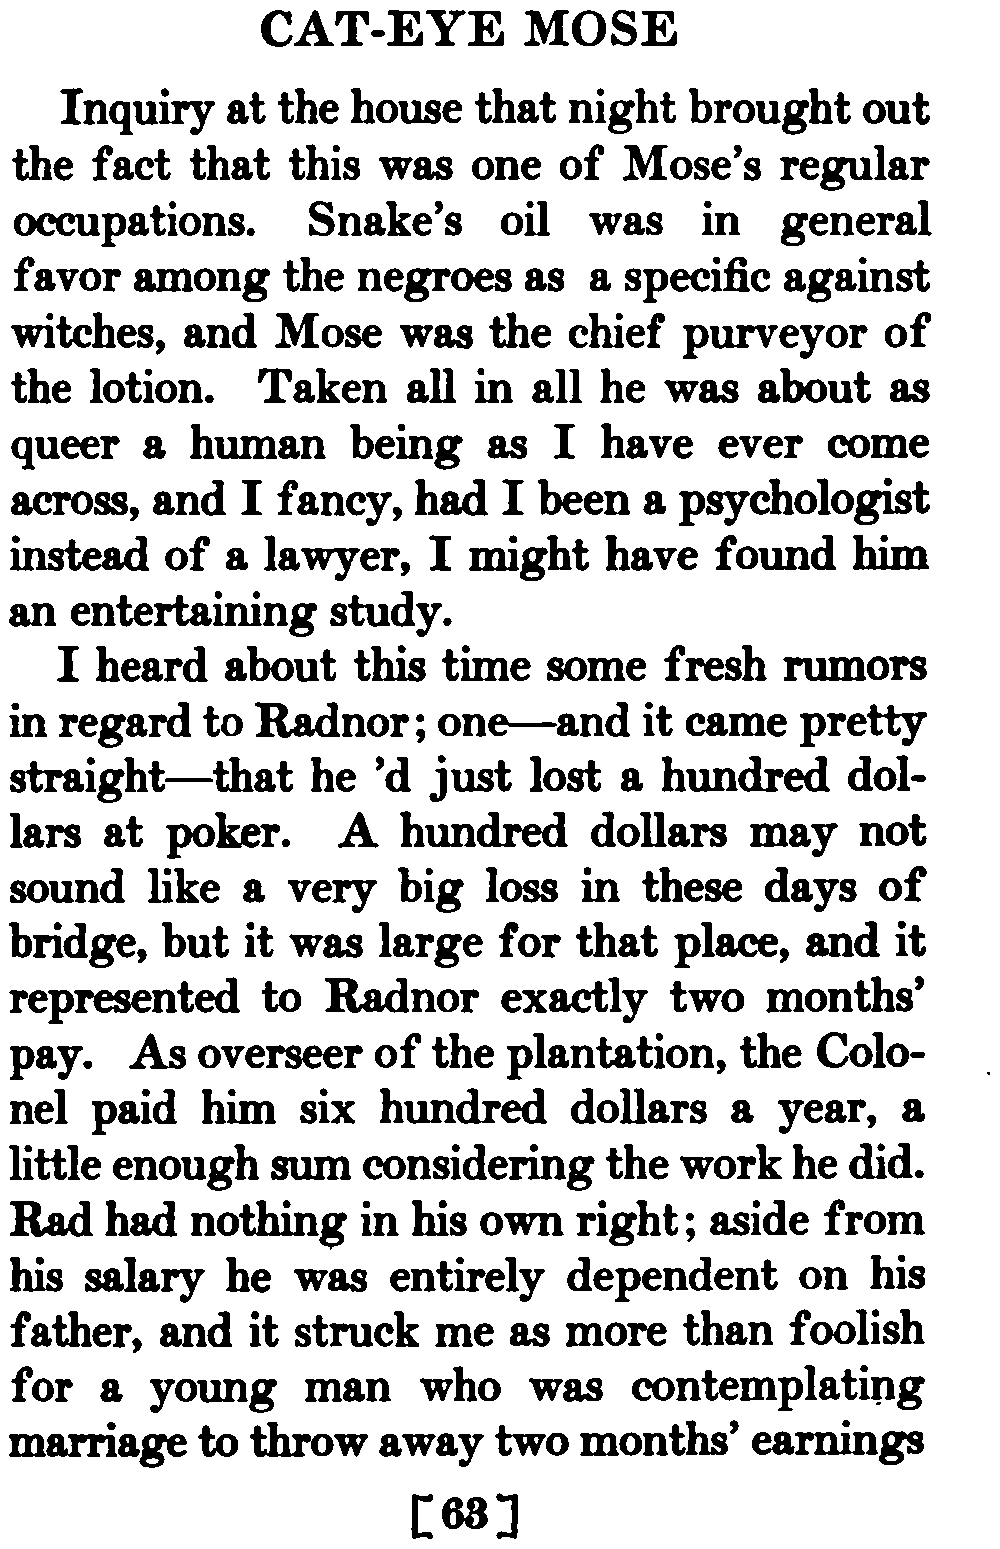 CAT-EYE MOSE
Inquiry at the house that night brought out
the fact that this was one of Mose's regular
occupations. Snake's oil was in general
favor among the negroes as a specific against
witches, and Mose was the chief purveyor of
the lotion. Taken all in all he was about as
queer a human being as I have ever come
across, and I fancy, had I been a psychologist
instead of a lawyer, I might have found him
an entertaining study.
I heard about this time some fresh rumors
in regard to Radnor; one—and it came pretty
straight—that he 'd just lost a hundred dol-
lars at poker. A hundred dollars may not
sound like a very big loss in these days of
bridge, but it was large for that place, and it
represented to Radnor exactly two months'
pay. As overseer of the plantation, the Colo-
nel paid him six hundred dollars a year, a
little enough sum considering the work he did.
Rad had nothing in his own right; aside from
his salary he was entirely dependent on his
father, and it struck me as more than foolish
for a young man who was contemplating
marriage to throw away two months' earnings
[63]